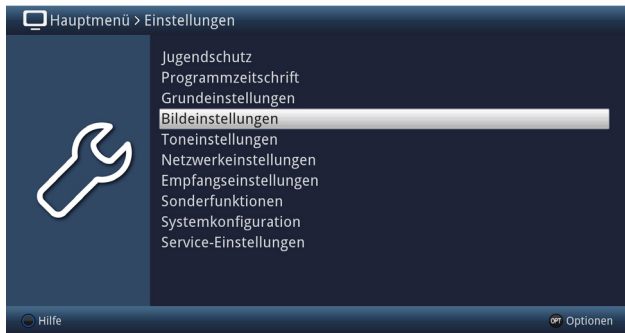 Hauptmenü > Einstellungen
Jugendschutz
Programmzeitschrift
Grundeinstellungen
Bildeinstellungen
Toneinstellungen
Netzwerkeinstellungen
Empfangseinstellungen
Sonderfunktionen
Systemkonfiguration
Service-Einstellungen
Hilfe
OPT Optionen